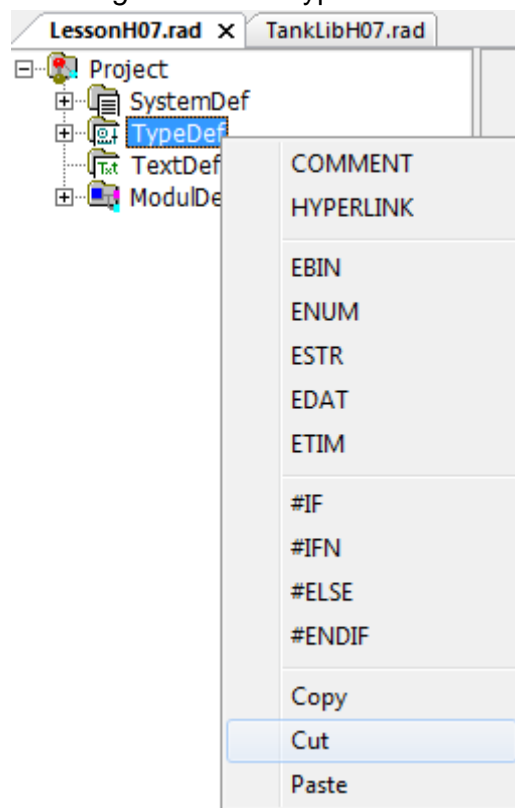 LessonH07.rad x TankLibH07.rad
Project
SystemDef
TypeDef
TextDef
ModulDe
COMMENT
HYPERLINK
EBIN
ENUM
ESTR
EDAT
ETIM
#IF
#IFN
#ELSE
#ENDIF
Copy
Cut
Paste